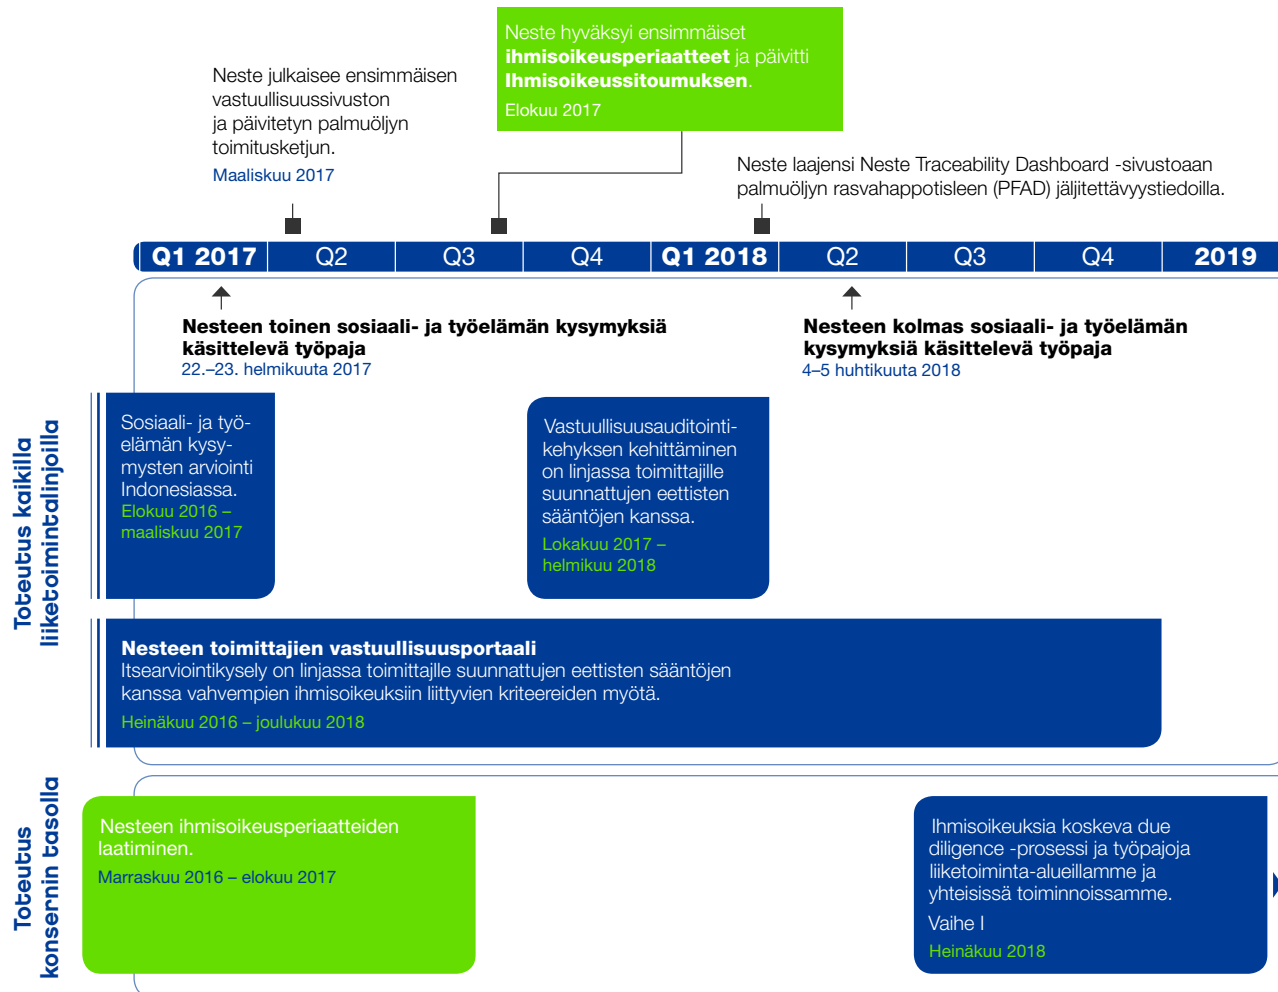 Neste hyväksyi ensimmäiset
ihmisoikeusperiaatteet ja päivitti
Ihmisoikeussitoumuksen.
Elokuu 2017
Neste julkaisee ensimmäisen
vastuullisuussivuston
ja päivitetyn palmuöljyn
toimitusketjun.
Maaliskuu 2017
Neste laajensi Neste Traceability Dashboard -sivustoaan
palmuöljyn rasvahappotisleen (PFAD) jäljitettävyystiedoilla.
Q1 2017 Q2 Q3 Q4 Q1 2018 Q2 Q3 Q4 2019
Nesteen toinen sosiaali- ja työelämän kysymyksiä
käsittelevä työpaja
22.–23. helmikuuta 2017
Nesteen kolmas sosiaali- ja työelämän
kysymyksiä käsittelevä työpaja
4–5 huhtikuuta 2018
Toteutus kaikilla
liiketoimintalinjoilla
Sosiaali- ja työ-
elämän kysy-
mysten arviointi
Indonesiassa.
Elokuu 2016 –
maaliskuu 2017
Vastuullisuusauditointi-
kehyksen kehittäminen
on linjassa toimittajille
suunnattujen eettisten
sääntöjen kanssa.
Lokakuu 2017 –
helmikuu 2018
Nesteen toimittajien vastuullisuusportaali
Itsearviointikysely on linjassa toimittajlle suunnattujen eettisten sääntöjen
kanssa vahvempien ihmisoikeuksiin liittyvien kriteereiden myötä.
Heinäkuu 2016 – joulukuu 2018
Toteutus
konsernin tasolla
Nesteen ihmisoikeusperiaatteiden
laatiminen.
Marraskuu 2016 – elokuu 2017
Ihmisoikeuksia koskeva due
diligence -prosessi ja työpajoja
liiketoiminta-alueillamme ja
yhteisissä toiminnoissamme.
Vaihe I
Heinäkuu 2018